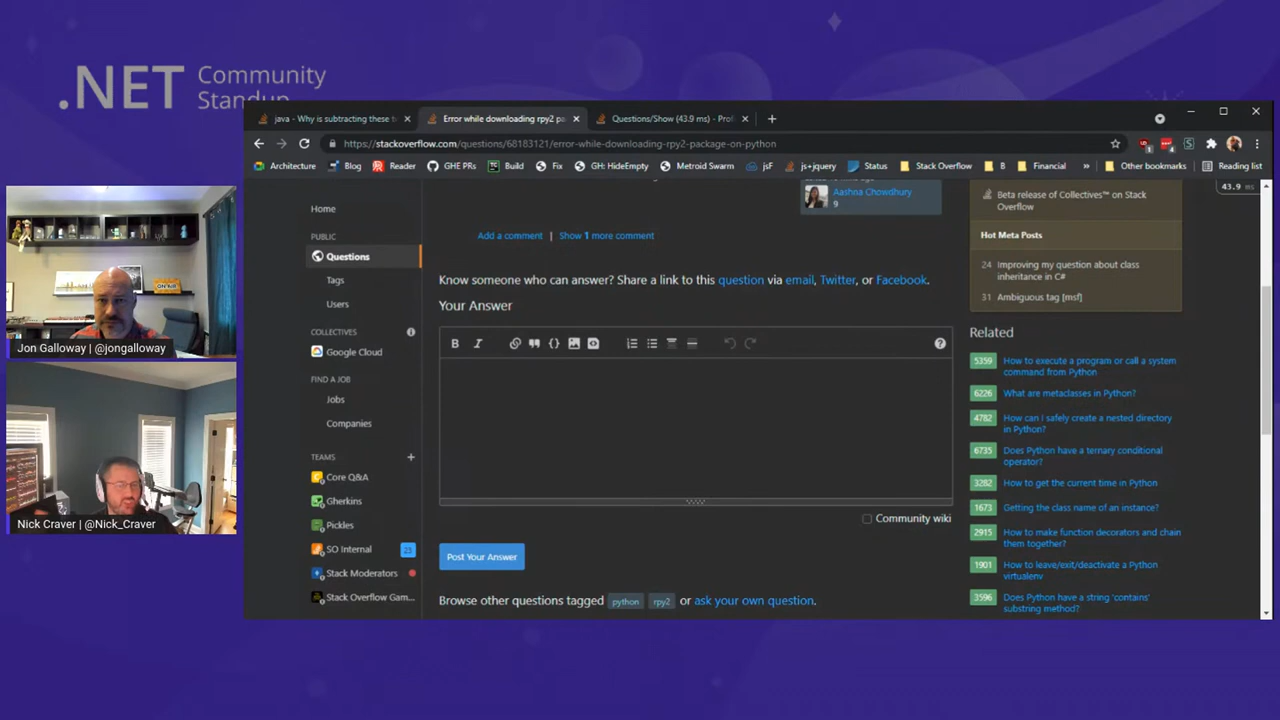 .NET Community
Standup
java - Why is subtracting these t
Error while downloading rpy2 pa
Questions/Show (43.9 ms) - Prof
https://stackoverflow.com/questions/68183121/error-while-downloading-rpy2-package-on-python
Architecture
Blog
Reader
GHE PRs
Build
Fix
GH: HideEmpty
Metroid Swarm
jsF
js+jquery
Status
Stack Overflow
B
Financial
»
Other bookmarks
Reading list
43.9 ms
Home
PUBLIC
Questions
Tags
Users
COLLECTIVES
Google Cloud
FIND A JOB
Jobs
Companies
TEAMS
Core Q&A
Gherkins
Pickles
SO Internal 23
Stack Moderators
Stack Overflow Gam...
Aashna Chowdhury
9
Add a comment | Show 1 more comment
Know someone who can answer? Share a link to this question via email, Twitter, or Facebook.
Your Answer
B I
Community wiki
Post Your Answer
Browse other questions tagged python rpy2 or ask your own question.
Beta release of Collectives™ on Stack
Overflow
Hot Meta Posts
24 Improving my question about class
inheritance in C#
31 Ambiguous tag [msf]
Related
5359 How to execute a program or call a system
command from Python
6226 What are metaclasses in Python?
4782 How can I safely create a nested directory
in Python?
6735 Does Python have a ternary conditional
operator?
3282 How to get the current time in Python
1673 Getting the class name of an instance?
2915 How to make function decorators and chain
them together?
1901 How to leave/exit/deactivate a Python
virtualenv
3596 Does Python have a string 'contains'
substring method?
ON AIR
Jon Galloway | @jongalloway
Nick Craver | @Nick_Craver